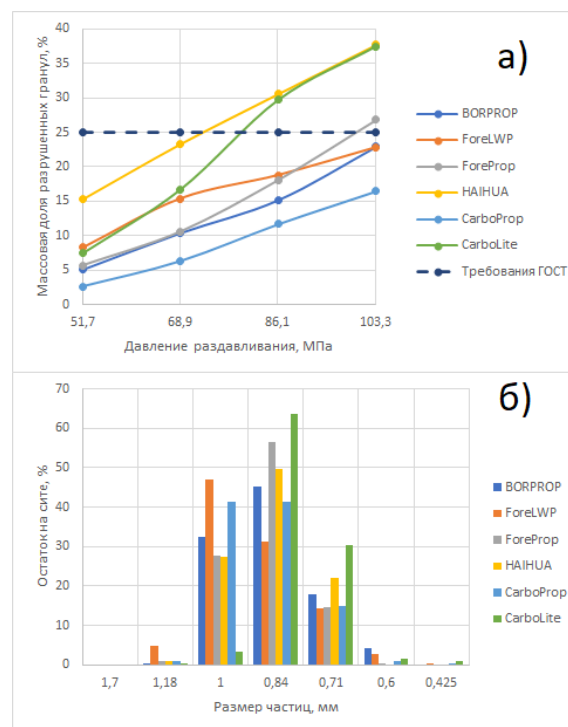 а)
Массовая доля разрушенных гранул, %
40
35
30
25
20
15
10
5
0
51,7 68,9 86,1 103,3
Давление раздавливания, МПа
BORPROP
ForeLWP
ForeProp
HAIHUA
CarboProp
CarboLite
Требования ГОСТ
б)
Остаток на сите, %
70
60
50
40
30
20
10
0
1,7 1,18 1 0,84 0,71 0,6 0,425
Размер частиц, мм
BORPROP
ForeLWP
ForeProp
HAIHUA
CarboProp
CarboLite